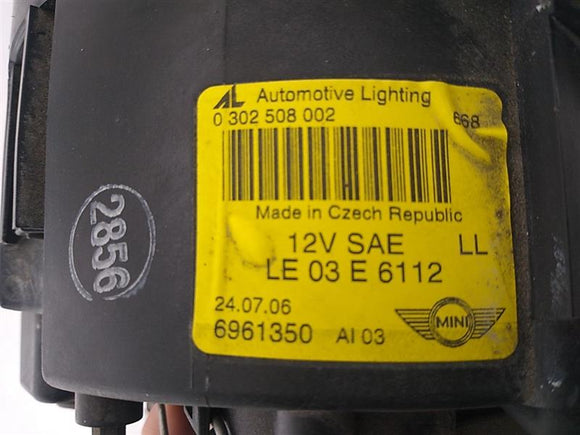 AL Automotive Lighting
0 302 508 002
668
Made in Czech Republic
12V SAE LL
LE 03 E 6112
24.07.06
6961350 AI 03
MINI
2856